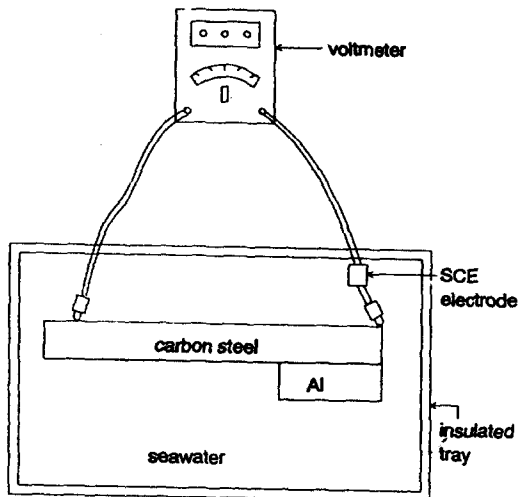 voltmeter
SCE
electrode
carbon steel
Al
insulated
tray
seawater